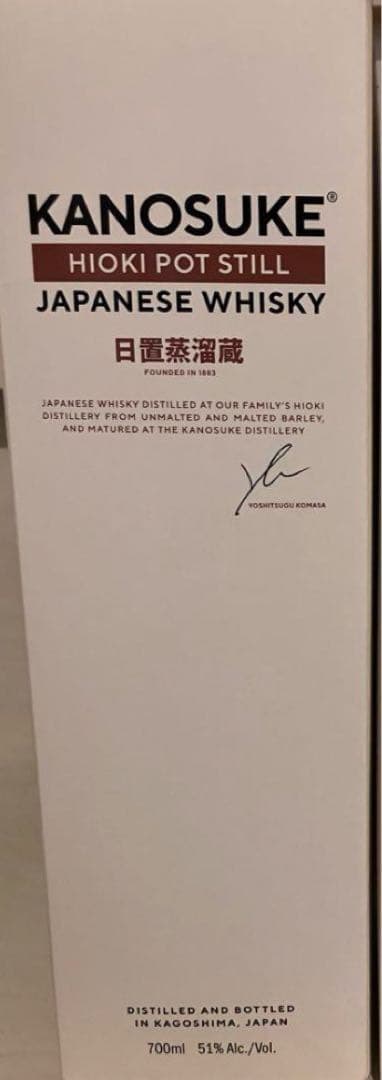 KANOSUKE®
HIOKI POT STILL
JAPANESE WHISKY
日置蒸溜蔵
FOUNDED IN 1883
JAPANESE WHISKY DISTILLED AT OUR FAMILY'S HIOKI
DISTILLERY FROM UNMALTED AND MALTED BARLEY,
AND MATURED AT THE KANOSUKE DISTILLERY
YOSHITSUGU KOMASA
DISTILLED AND BOTTLED
IN KAGOSHIMA, JAPAN
700ml 51% Alc./Vol.